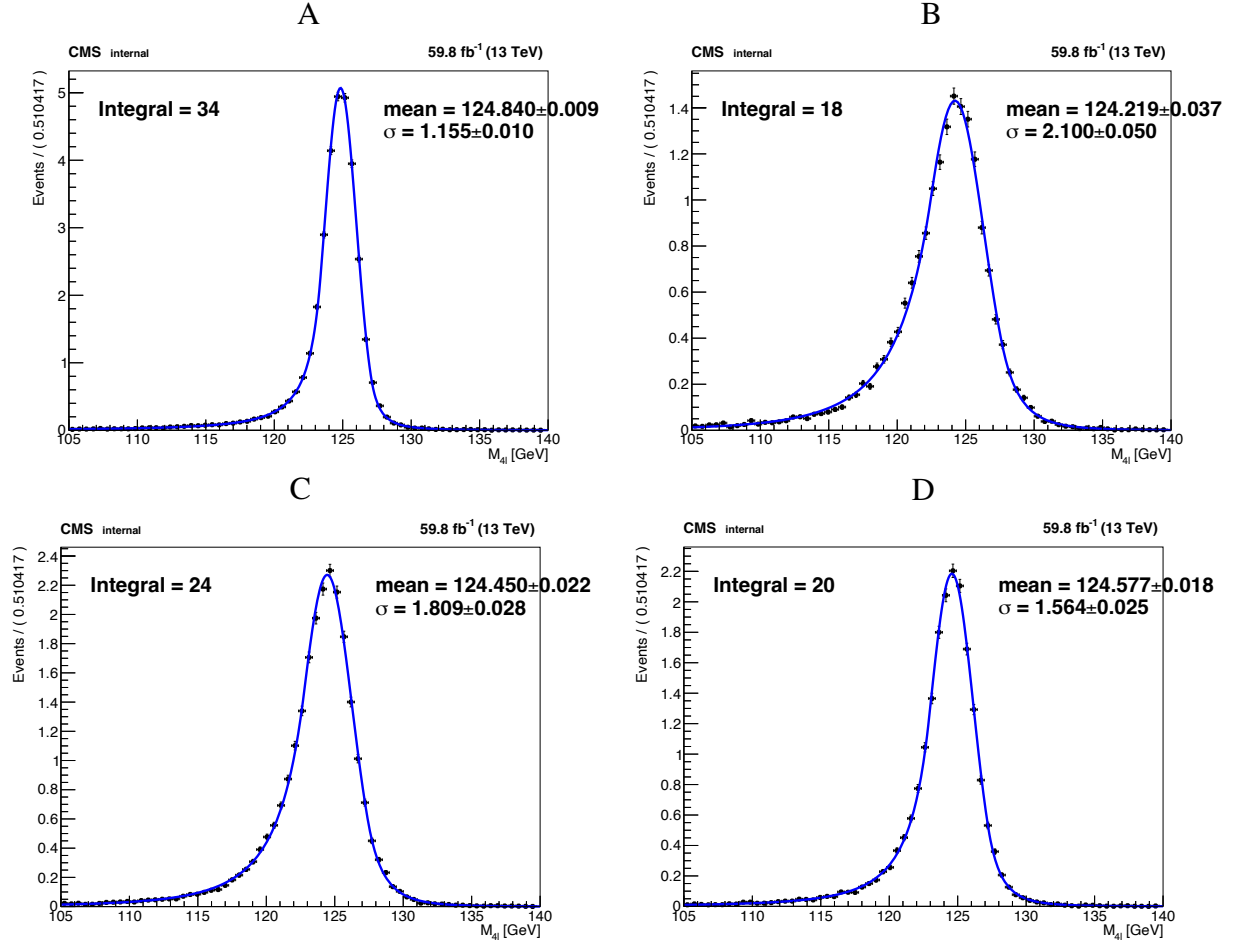 A
CMS internal 59.8 fb⁻¹ (13 TeV)
Events / ( 0.510417 )
Integral = 34
mean = 124.840±0.009
σ = 1.155±0.010
5
4
3
2
1
0
105 110 115 120 125 130 135 140
M4l [GeV]
B
CMS internal 59.8 fb⁻¹ (13 TeV)
Events / ( 0.510417 )
Integral = 18
mean = 124.219±0.037
σ = 2.100±0.050
1.4
1.2
1
0.8
0.6
0.4
0.2
0
105 110 115 120 125 130 135 140
M4l [GeV]
C
CMS internal 59.8 fb⁻¹ (13 TeV)
Events / ( 0.510417 )
Integral = 24
mean = 124.450±0.022
σ = 1.809±0.028
2.4
2.2
2
1.8
1.6
1.4
1.2
1
0.8
0.6
0.4
0.2
0
105 110 115 120 125 130 135 140
M4l [GeV]
D
CMS internal 59.8 fb⁻¹ (13 TeV)
Events / ( 0.510417 )
Integral = 20
mean = 124.577±0.018
σ = 1.564±0.025
2.2
2
1.8
1.6
1.4
1.2
1
0.8
0.6
0.4
0.2
0
105 110 115 120 125 130 135 140
M4l [GeV]